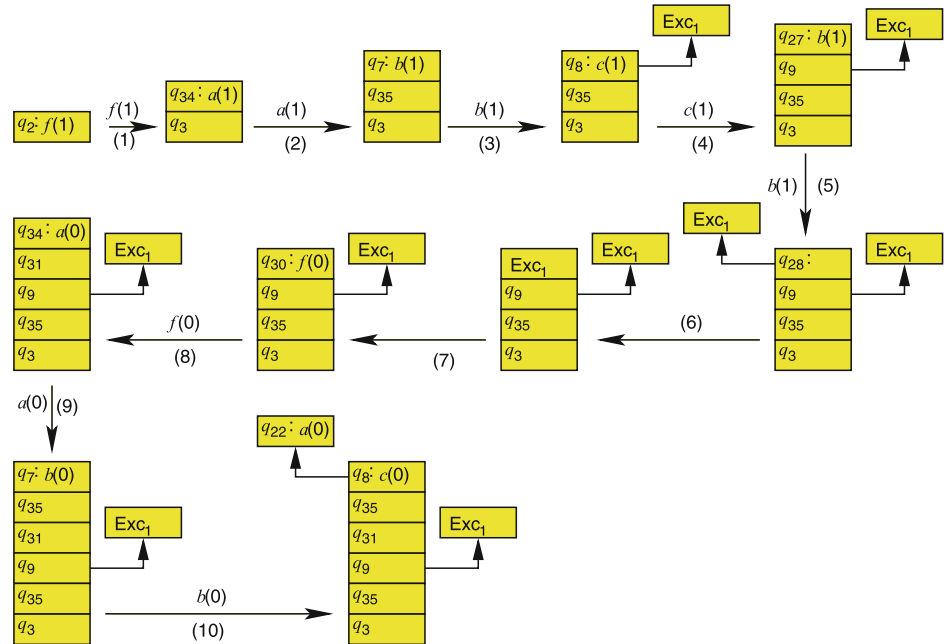 q2: f(1)
f(1)
(1)
q34: a(1)
q3
a(1)
(2)
q7: b(1)
q35
q3
b(1)
(3)
Exc1
q8: c(1)
q35
q3
c(1)
(4)
Exc1
q27: b(1)
q9
q35
q3
b(1)
(5)
Exc1
Exc1
q28:
q9
q35
q3
(6)
Exc1
Exc1
q9
q35
q3
(7)
Exc1
q30: f(0)
q9
q35
q3
f(0)
(8)
Exc1
q34: a(0)
q31
q9
q35
q3
a(0)
(9)
q7: b(0)
q35
q31
q9
q35
q3
Exc1
b(0)
(10)
q22: a(0)
q8: c(0)
q35
q31
q9
q35
q3
Exc1